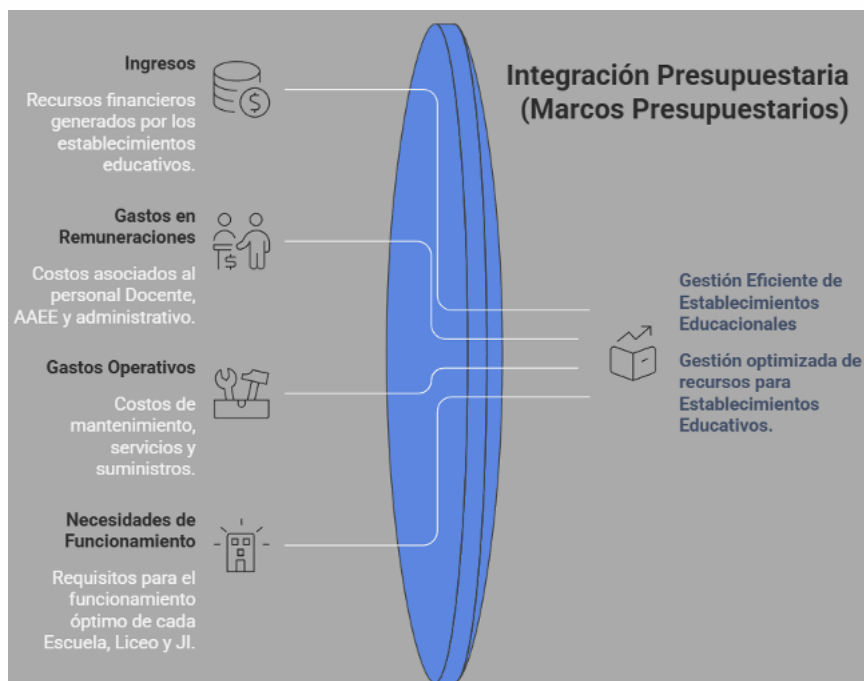 Integración Presupuestaria
(Marcos Presupuestarios)
Ingresos
Recursos financieros
generados por los
establecimientos
educativos.
Gastos en
Remuneraciones
Costos asociados al
personal Docente,
AAEE y administrativo.
Gastos Operativos
Costos de
mantenimiento,
servicios y
suministros.
Necesidades de
Funcionamiento
Requisitos para el
funcionamiento
óptimo de cada
Escuela, Liceo y JI.
Gestión Eficiente de
Establecimientos
Educacionales
Gestión optimizada de
recursos para
Establecimientos
Educativos.